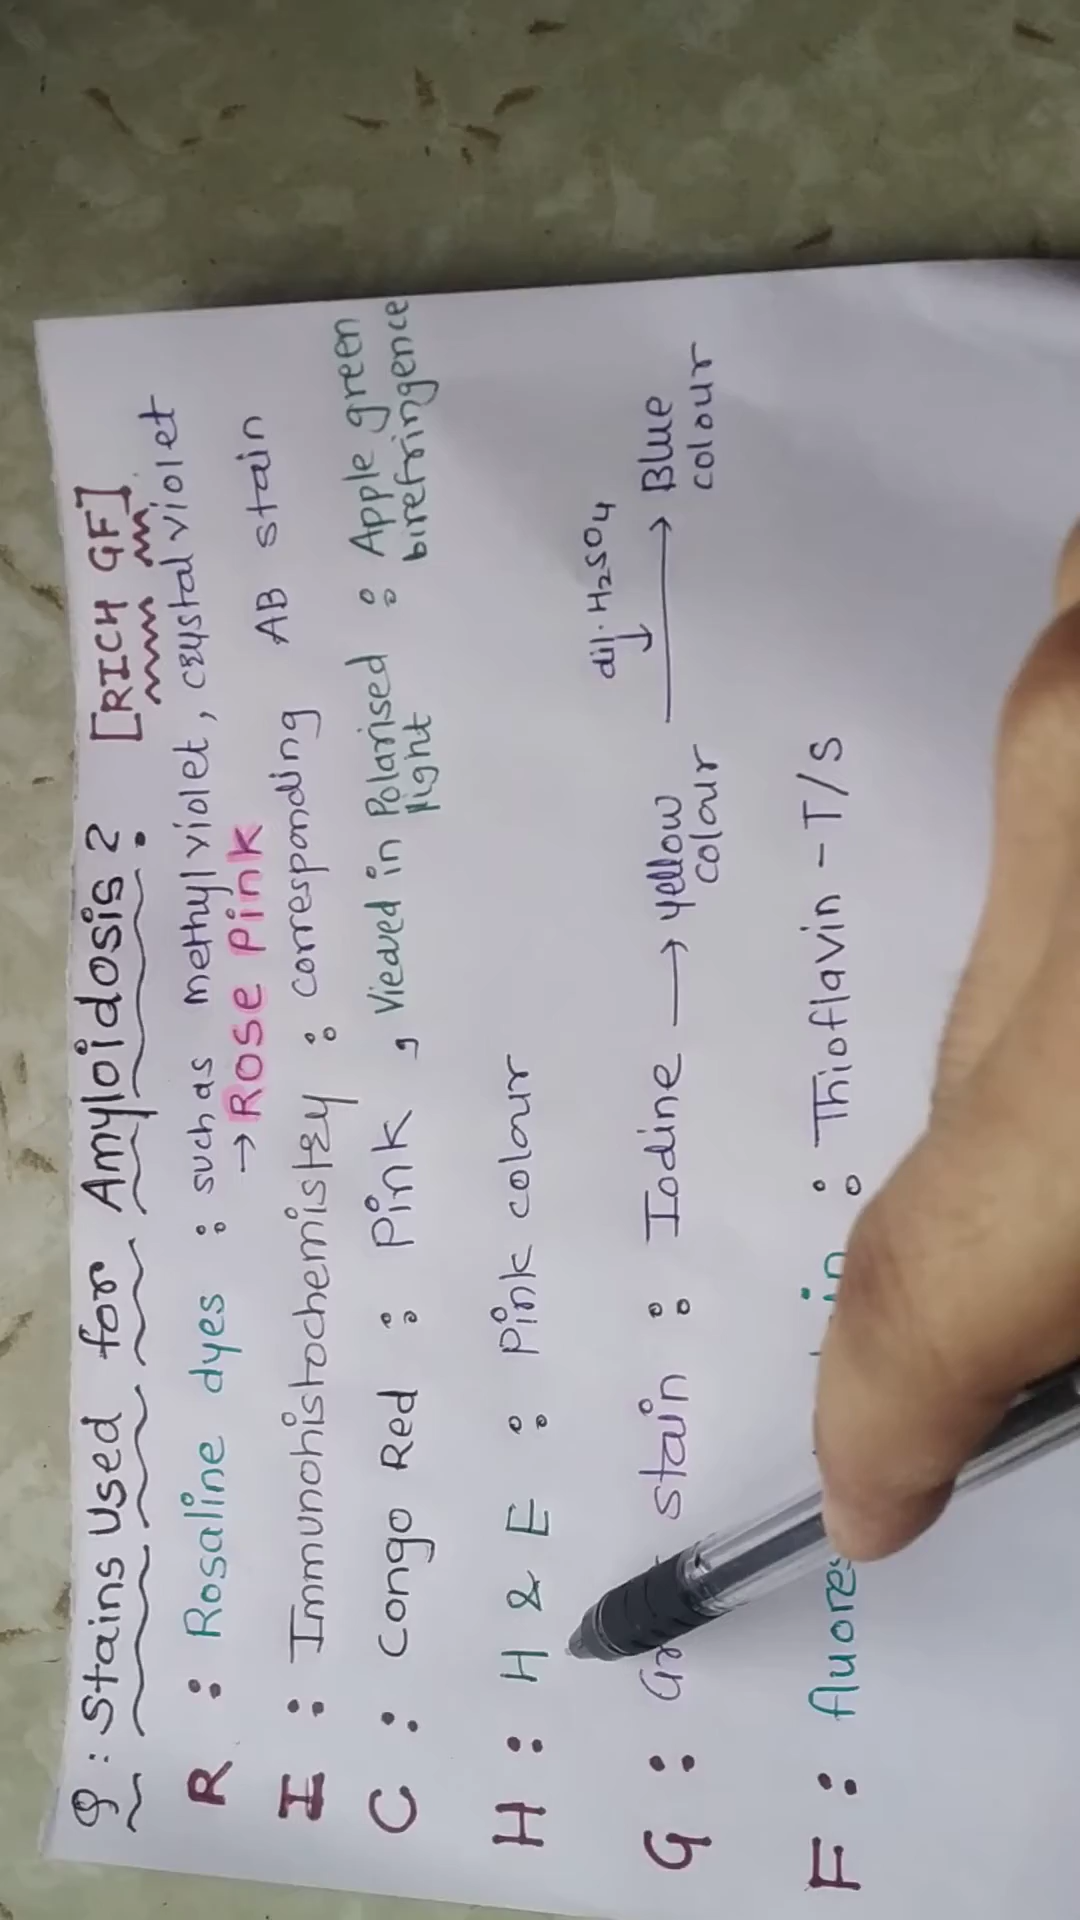 Q: Stains Used for Amyloidosis? [RICH GF]
R : Rosaline dyes : such as methyl violet, crystal violet
→ Rose Pink
I : Immunohistochemistry : corresponding AB stain
C : Congo Red : Pink, Vieved in Polarised light : Apple green birefringence
H : H & E : Pink colour
G : stain : Iodine → yellow colour dil. H₂SO₄ → Blue colour
F : : Thioflavin - T/S